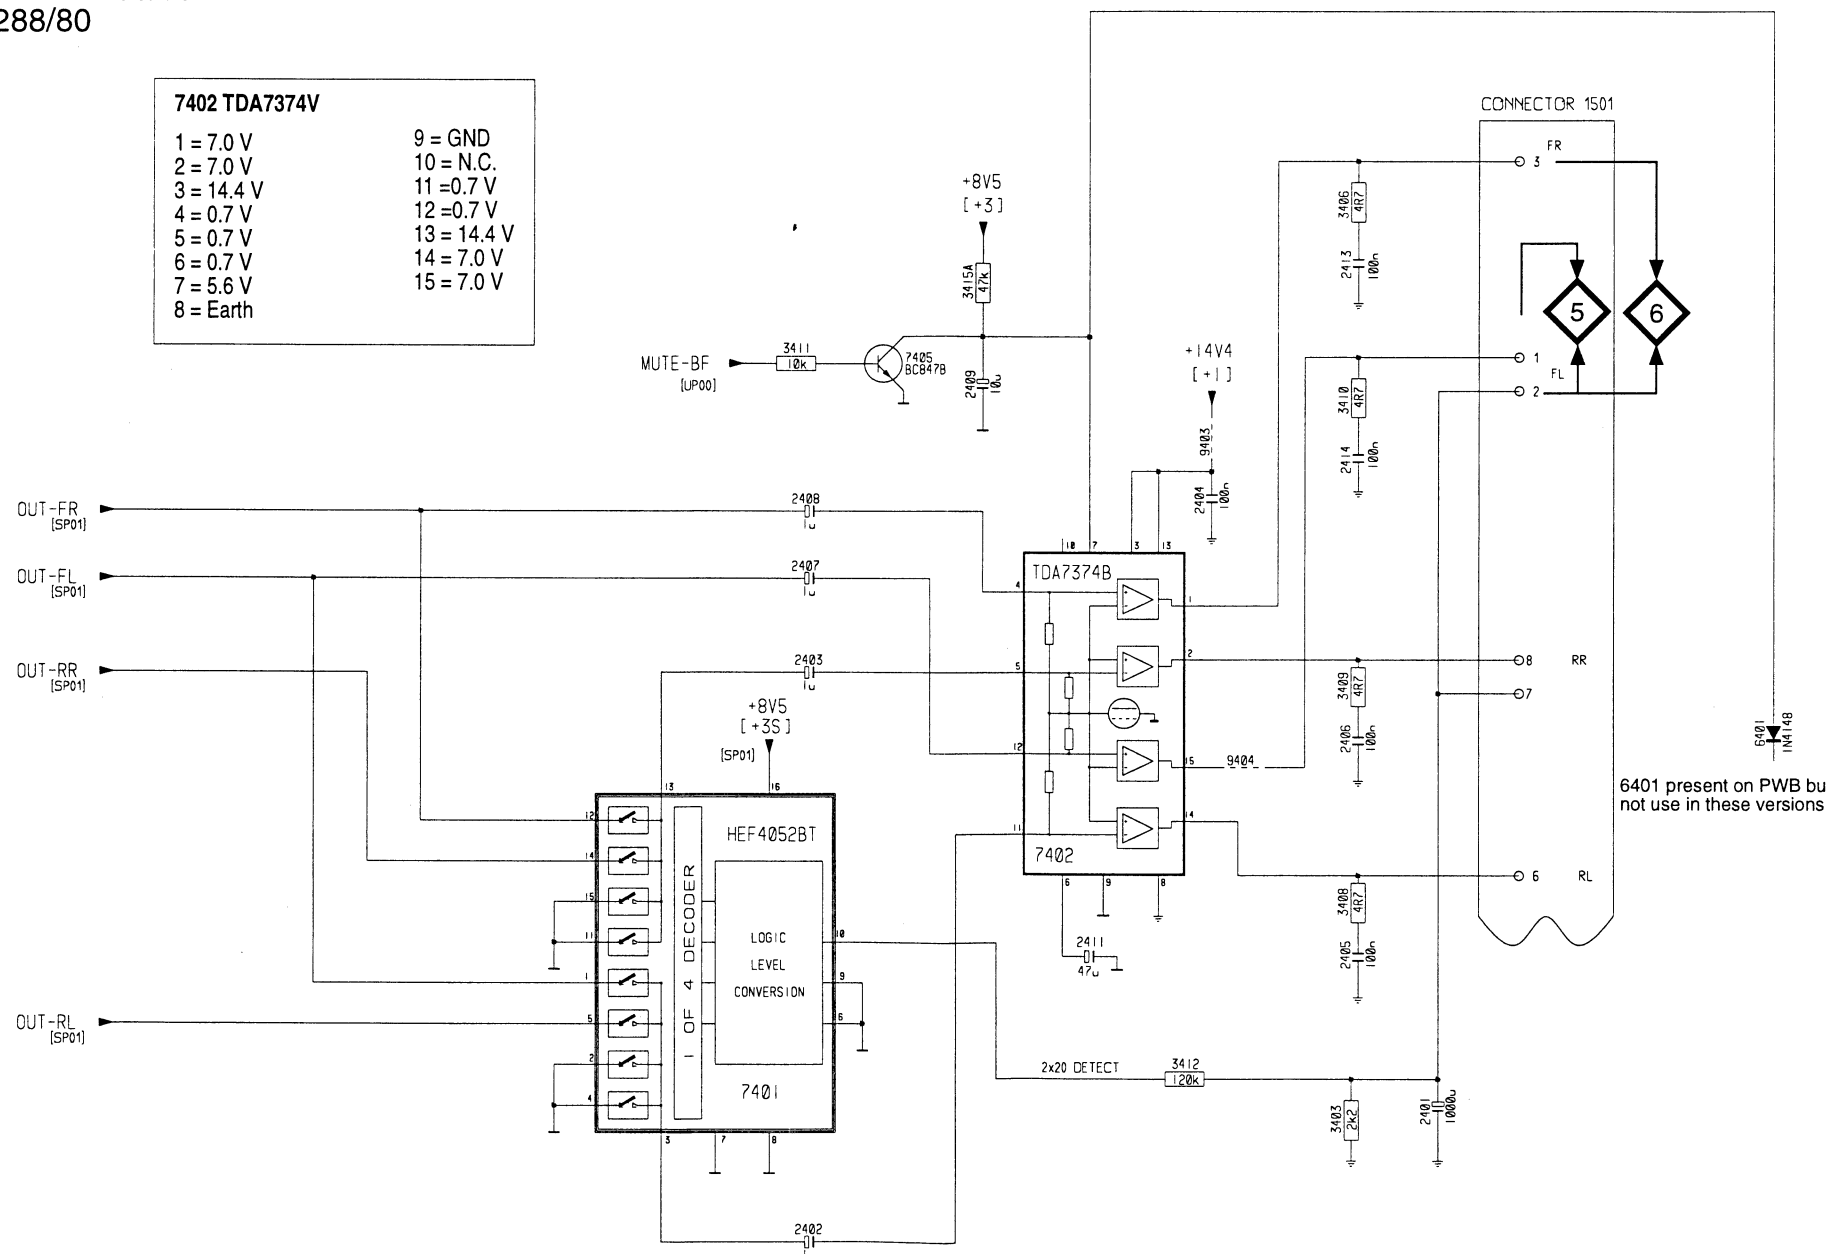 288/80
7402 TDA7374V
1 = 7.0 V
2 = 7.0 V
3 = 14.4 V
4 = 0.7 V
5 = 0.7 V
6 = 0.7 V
7 = 5.6 V
8 = Earth
9 = GND
10 = N.C.
11 =0.7 V
12 =0.7 V
13 = 14.4 V
14 = 7.0 V
15 = 7.0 V
CONNECTOR 1501
FR
3
5
6
1
FL
2
8
RR
7
6
RL
+8V5
[+3]
3415A
47k
MUTE-BF
[UP00]
3411
10k
7405
BC847B
2409
10u
+14V4
[+1]
9403
2404
100n
3406
4R7
2413
100n
3410
4R7
2414
100n
OUT-FR
[SP01]
2408
1u
OUT-FL
[SP01]
2407
1u
OUT-RR
[SP01]
2403
1u
+8V5
[+3S]
[SP01]
10
7
3
13
TDA7374B
4
1
5
2
12
15
11
14
7402
6
9
8
9404
3409
4R7
2406
100n
6401
1N4148
6401 present on PWB bu
not use in these versions
3408
4R7
2405
100n
2411
47u
13
16
12
14
15
11
1
5
2
4
HEF4052BT
1 OF 4 DECODER
LOGIC
LEVEL
CONVERSION
10
9
6
7401
3
7
8
OUT-RL
[SP01]
2x20 DETECT
3412
120k
3403
2k2
2401
1000u
2402